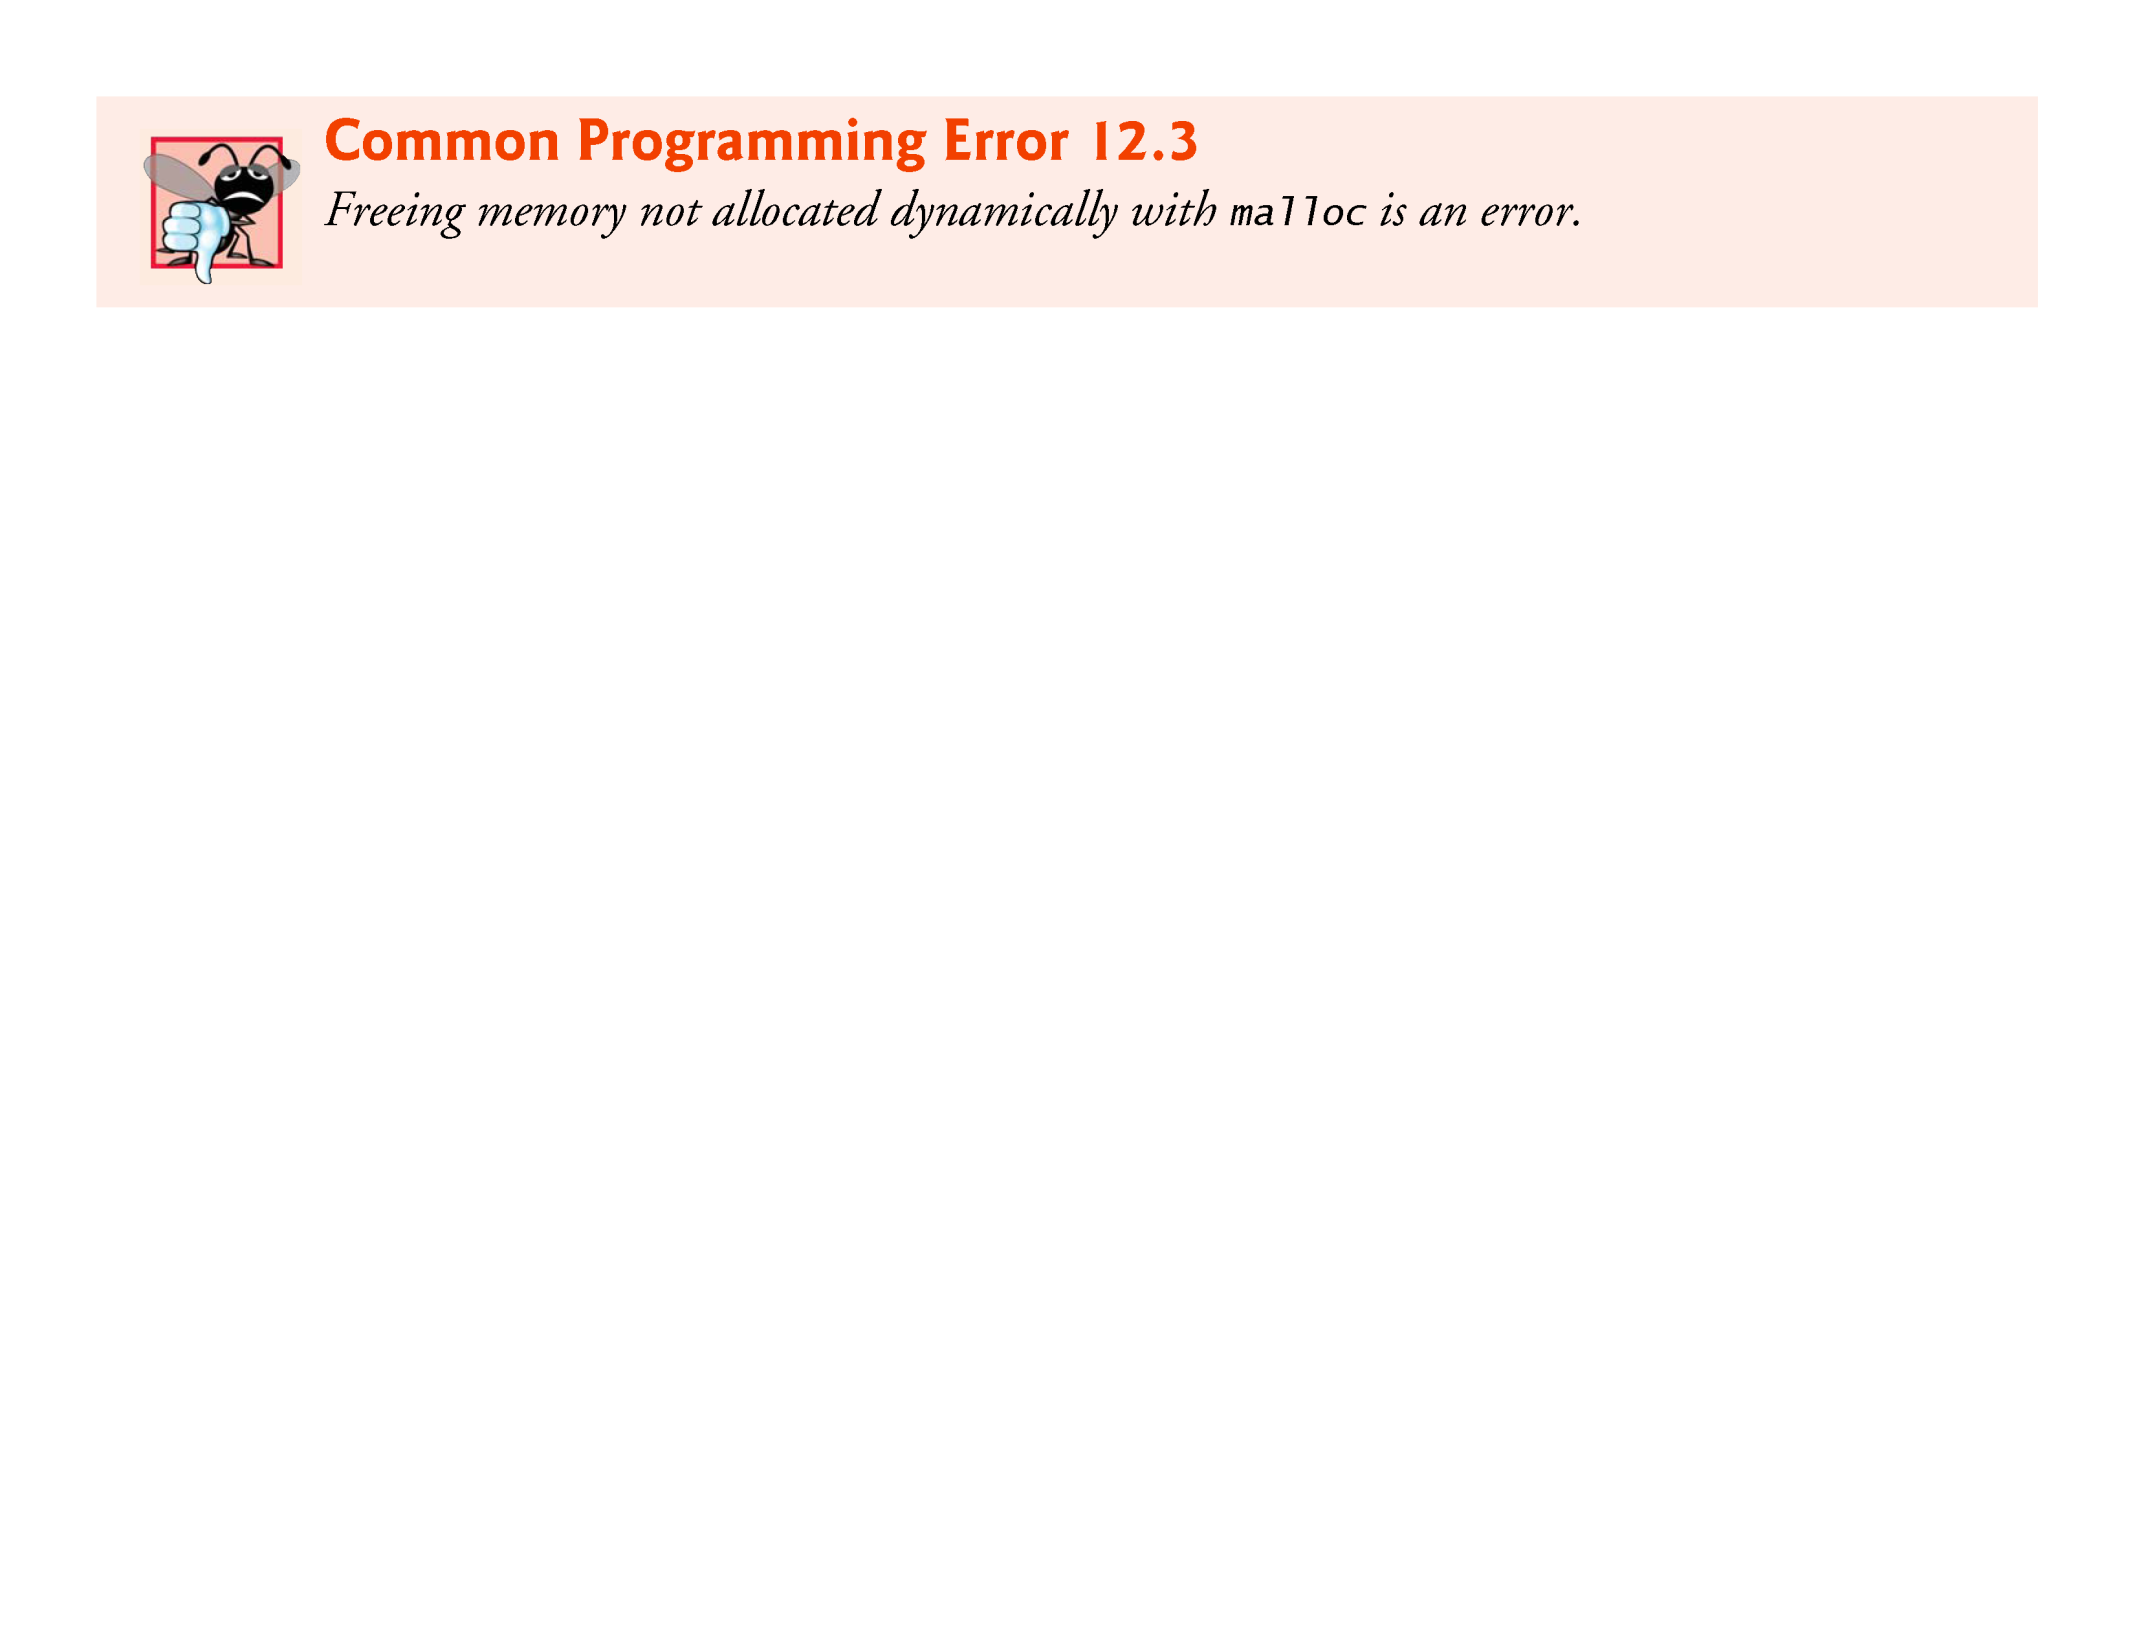 Common Programming Error 12.3
Freeing memory not allocated dynamically with malloc is an error.